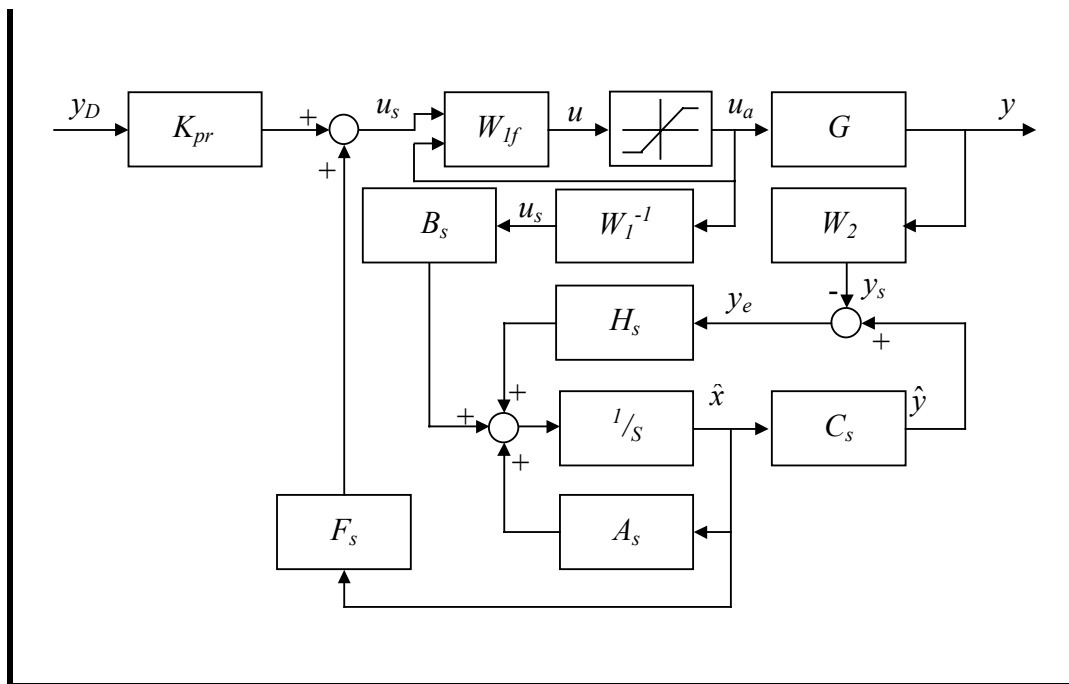 y_D K_pr + + u_s W_1f u u_a G y
B_s u_s W_1^-1 W_2
- y_s
H_s y_e +
+ + + 1/S x̂ C_s ŷ
F_s A_s